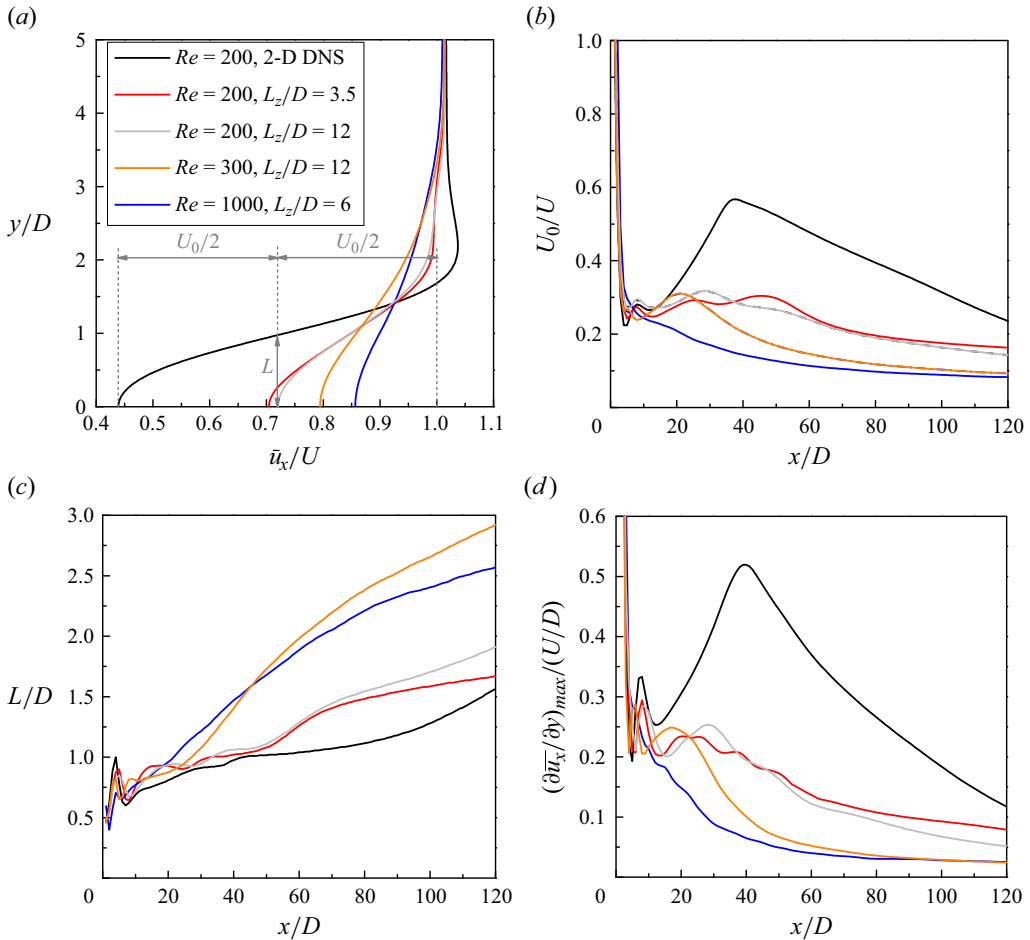 (a)
5
4
3
2
1
0
y/D
Re = 200, 2-D DNS
Re = 200, L_z/D = 3.5
Re = 200, L_z/D = 12
Re = 300, L_z/D = 12
Re = 1000, L_z/D = 6
U_0/2
U_0/2
L
0.4 0.5 0.6 0.7 0.8 0.9 1.0 1.1
ū_x/U
(b)
1.0
0.8
0.6
0.4
0.2
U_0/U
0 20 40 60 80 100 120
x/D
(c)
3.0
2.5
2.0
1.5
1.0
0.5
L/D
0 20 40 60 80 100 120
x/D
(d)
0.6
0.5
0.4
0.3
0.2
0.1
(∂ū_x/∂y)_max/(U/D)
0 20 40 60 80 100 120
x/D